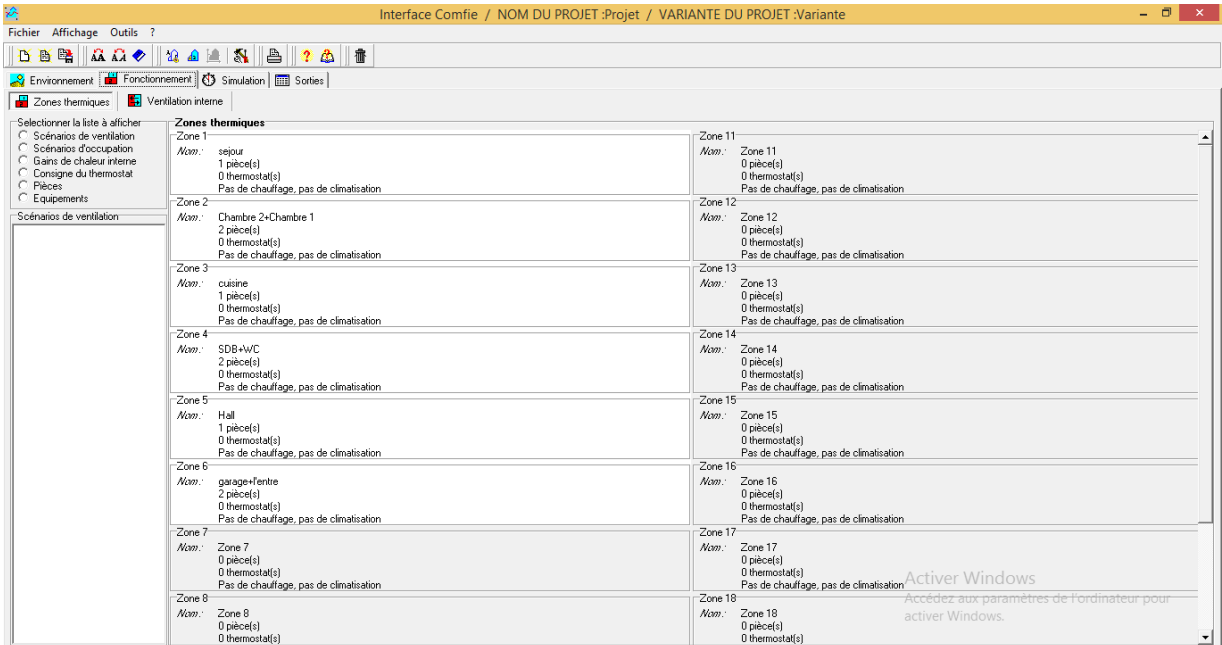 Interface Comfie / NOM DU PROJET :Projet / VARIANTE DU PROJET :Variante
Fichier Affichage Outils ?
Environnement Fonctionnement Simulation Sorties
Zones thermiques Ventilation interne
Selectionner la liste à afficher
Scénarios de ventilation
Scénarios d'occupation
Gains de chaleur interne
Consigne du thermostat
Pièces
Equipements
Scénarios de ventilation
Zones thermiques
Zone 1
Nom : sejour
1 pièce(s)
0 thermostat(s)
Pas de chauffage, pas de climatisation
Zone 2
Nom : Chambre 2+Chambre 1
2 pièce(s)
0 thermostat(s)
Pas de chauffage, pas de climatisation
Zone 3
Nom : cuisine
1 pièce(s)
0 thermostat(s)
Pas de chauffage, pas de climatisation
Zone 4
Nom : SDB+WC
2 pièce(s)
0 thermostat(s)
Pas de chauffage, pas de climatisation
Zone 5
Nom : Hall
1 pièce(s)
0 thermostat(s)
Pas de chauffage, pas de climatisation
Zone 6
Nom : garage+l'entre
2 pièce(s)
0 thermostat(s)
Pas de chauffage, pas de climatisation
Zone 7
Nom : Zone 7
0 pièce(s)
0 thermostat(s)
Pas de chauffage, pas de climatisation
Zone 8
Nom : Zone 8
0 pièce(s)
0 thermostat(s)
Zone 11
Nom : Zone 11
0 pièce(s)
0 thermostat(s)
Pas de chauffage, pas de climatisation
Zone 12
Nom : Zone 12
0 pièce(s)
0 thermostat(s)
Pas de chauffage, pas de climatisation
Zone 13
Nom : Zone 13
0 pièce(s)
0 thermostat(s)
Pas de chauffage, pas de climatisation
Zone 14
Nom : Zone 14
0 pièce(s)
0 thermostat(s)
Pas de chauffage, pas de climatisation
Zone 15
Nom : Zone 15
0 pièce(s)
0 thermostat(s)
Pas de chauffage, pas de climatisation
Zone 16
Nom : Zone 16
0 pièce(s)
0 thermostat(s)
Pas de chauffage, pas de climatisation
Zone 17
Nom : Zone 17
0 pièce(s)
0 thermostat(s)
Pas de chauffage, pas de climatisation
Zone 18
Nom : Zone 18
0 pièce(s)
0 thermostat(s)
Activer Windows
Accédez aux paramètres de l'ordinateur pour
activer Windows.